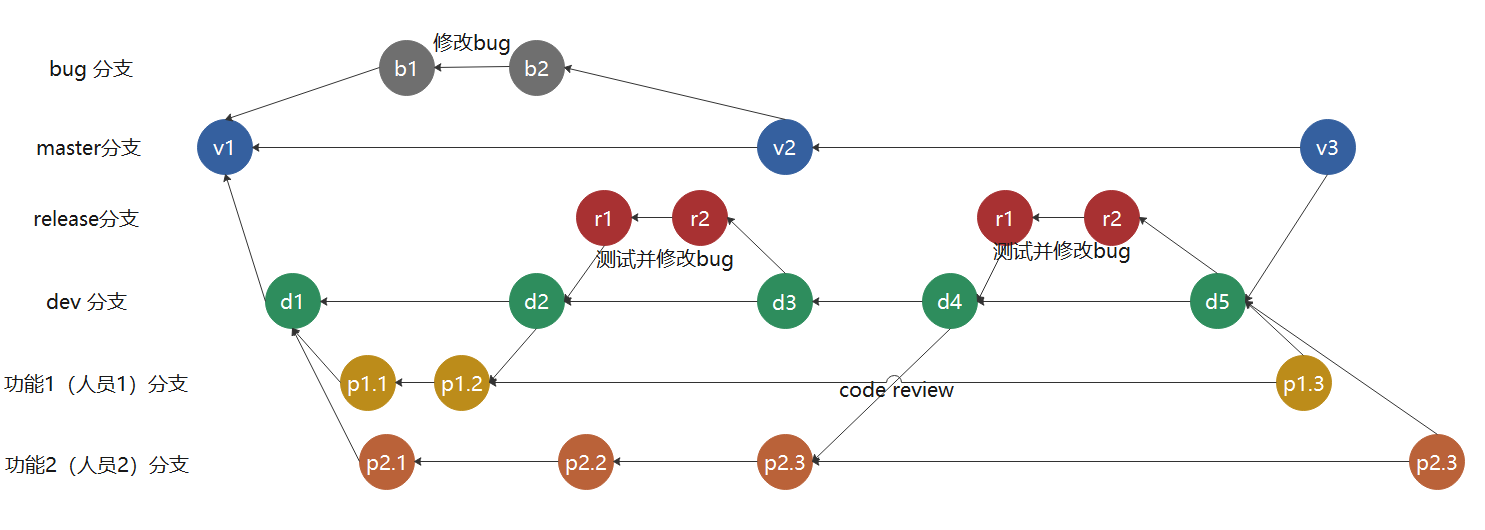 修改bug
bug 分支
b1
b2
master分支
v1
v2
v3
release分支
r1
r2
r1
r2
测试并修改bug
测试并修改bug
dev 分支
d1
d2
d3
d4
d5
功能1（人员1）分支
p1.1
p1.2
code review
p1.3
功能2（人员2）分支
p2.1
p2.2
p2.3
p2.3